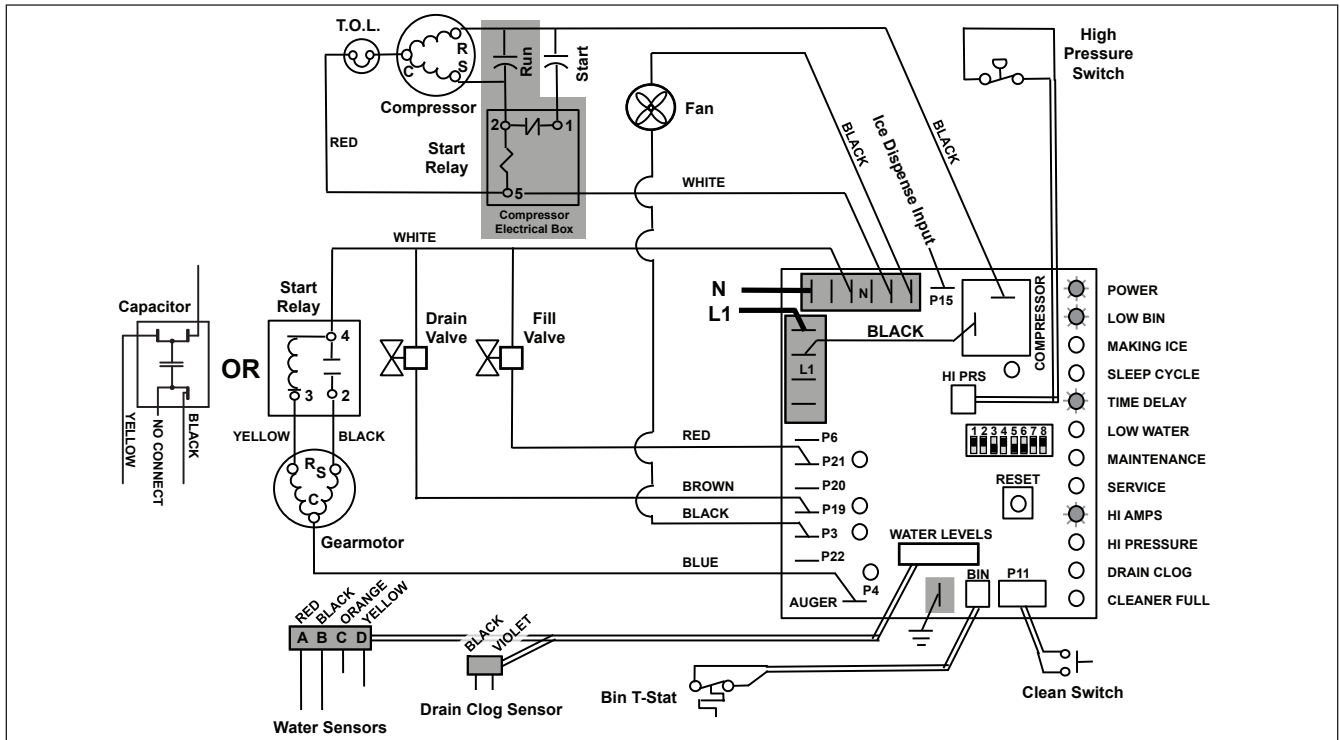 T.O.L.
R
S
C
Compressor
Run
Start
2
1
Start
Relay
5
Compressor
Electrical Box
RED
WHITE
Fan
BLACK
Ice Dispense Input
BLACK
High
Pressure
Switch
WHITE
Capacitor
YELLOW
NO CONNECT
BLACK
OR
Start
Relay
4
3
2
YELLOW
BLACK
R
S
C
Gearmotor
Drain
Valve
Fill
Valve
N
L1
N
P15
BLACK
L1
COMPRESSOR
HI PRS
1 2 3 4 5 6 7 8
RESET
RED
BROWN
BLACK
BLUE
P6
P21
P20
P19
P3
P22
P4
AUGER
WATER LEVELS
BIN
P11
POWER
LOW BIN
MAKING ICE
SLEEP CYCLE
TIME DELAY
LOW WATER
MAINTENANCE
SERVICE
HI AMPS
HI PRESSURE
DRAIN CLOG
CLEANER FULL
RED
BLACK
ORANGE
YELLOW
A B C D
Water Sensors
BLACK
VIOLET
Drain Clog Sensor
Bin T-Stat
Clean Switch